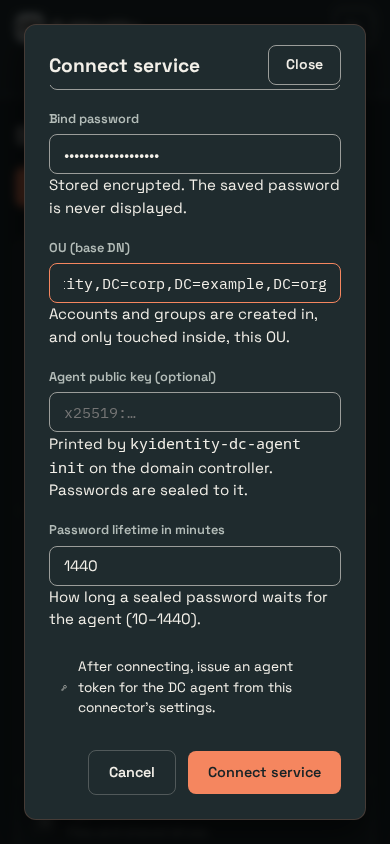 Connect service
Close
Bind password
•••••••••••••••••••
Stored encrypted. The saved password
is never displayed.
OU (base DN)
ity,DC=corp,DC=example,DC=org
Accounts and groups are created in,
and only touched inside, this OU.
Agent public key (optional)
x25519:…
Printed by kyidentity-dc-agent
init on the domain controller.
Passwords are sealed to it.
Password lifetime in minutes
1440
How long a sealed password waits for
the agent (10–1440).
After connecting, issue an agent
token for the DC agent from this
connector's settings.
Cancel
Connect service